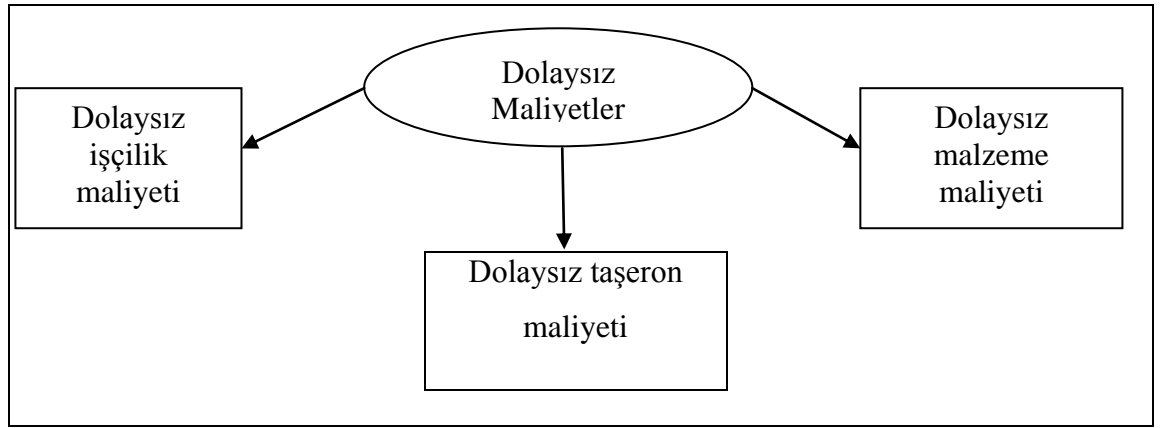 Dolaysız
Maliyetler
Dolaysız
işçilik
maliyeti
Dolaysız
malzeme
maliyeti
Dolaysız taşeron
maliyeti